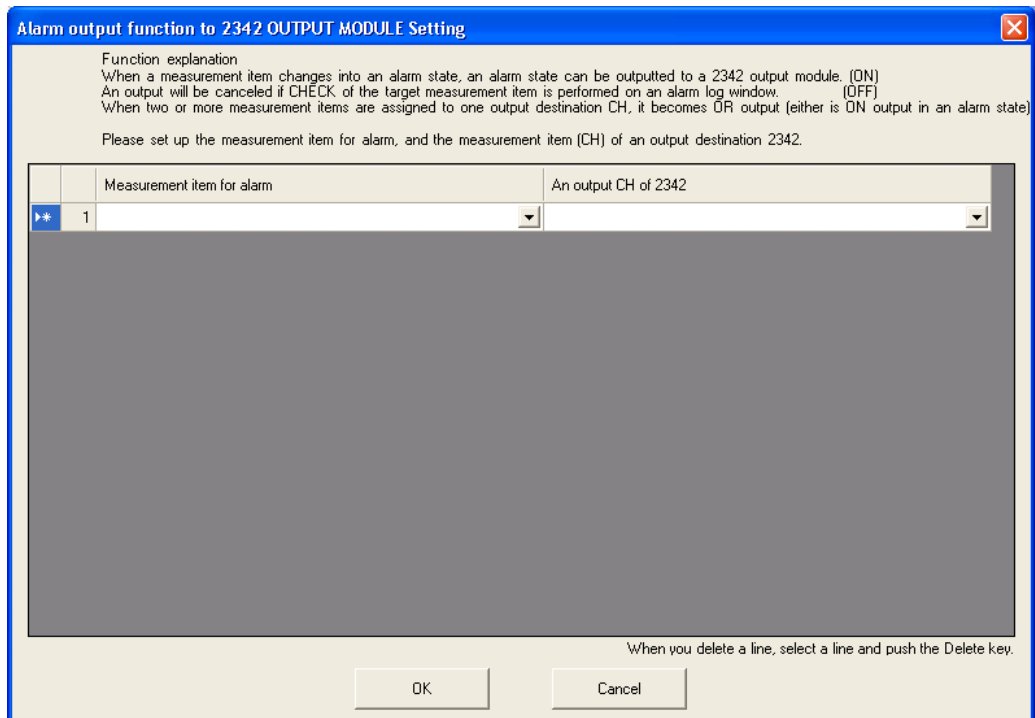 Alarm output function to 2342 OUTPUT MODULE Setting
Function explanation
When a measurement item changes into an alarm state, an alarm state can be outputted to a 2342 output module. (ON)
An output will be canceled if CHECK of the target measurement item is performed on an alarm log window. (OFF)
When two or more measurement items are assigned to one output destination CH, it becomes OR output (either is ON output in an alarm state)
Please set up the measurement item for alarm, and the measurement item (CH) of an output destination 2342.
Measurement item for alarm An output CH of 2342
1
When you delete a line, select a line and push the Delete key.
OK Cancel